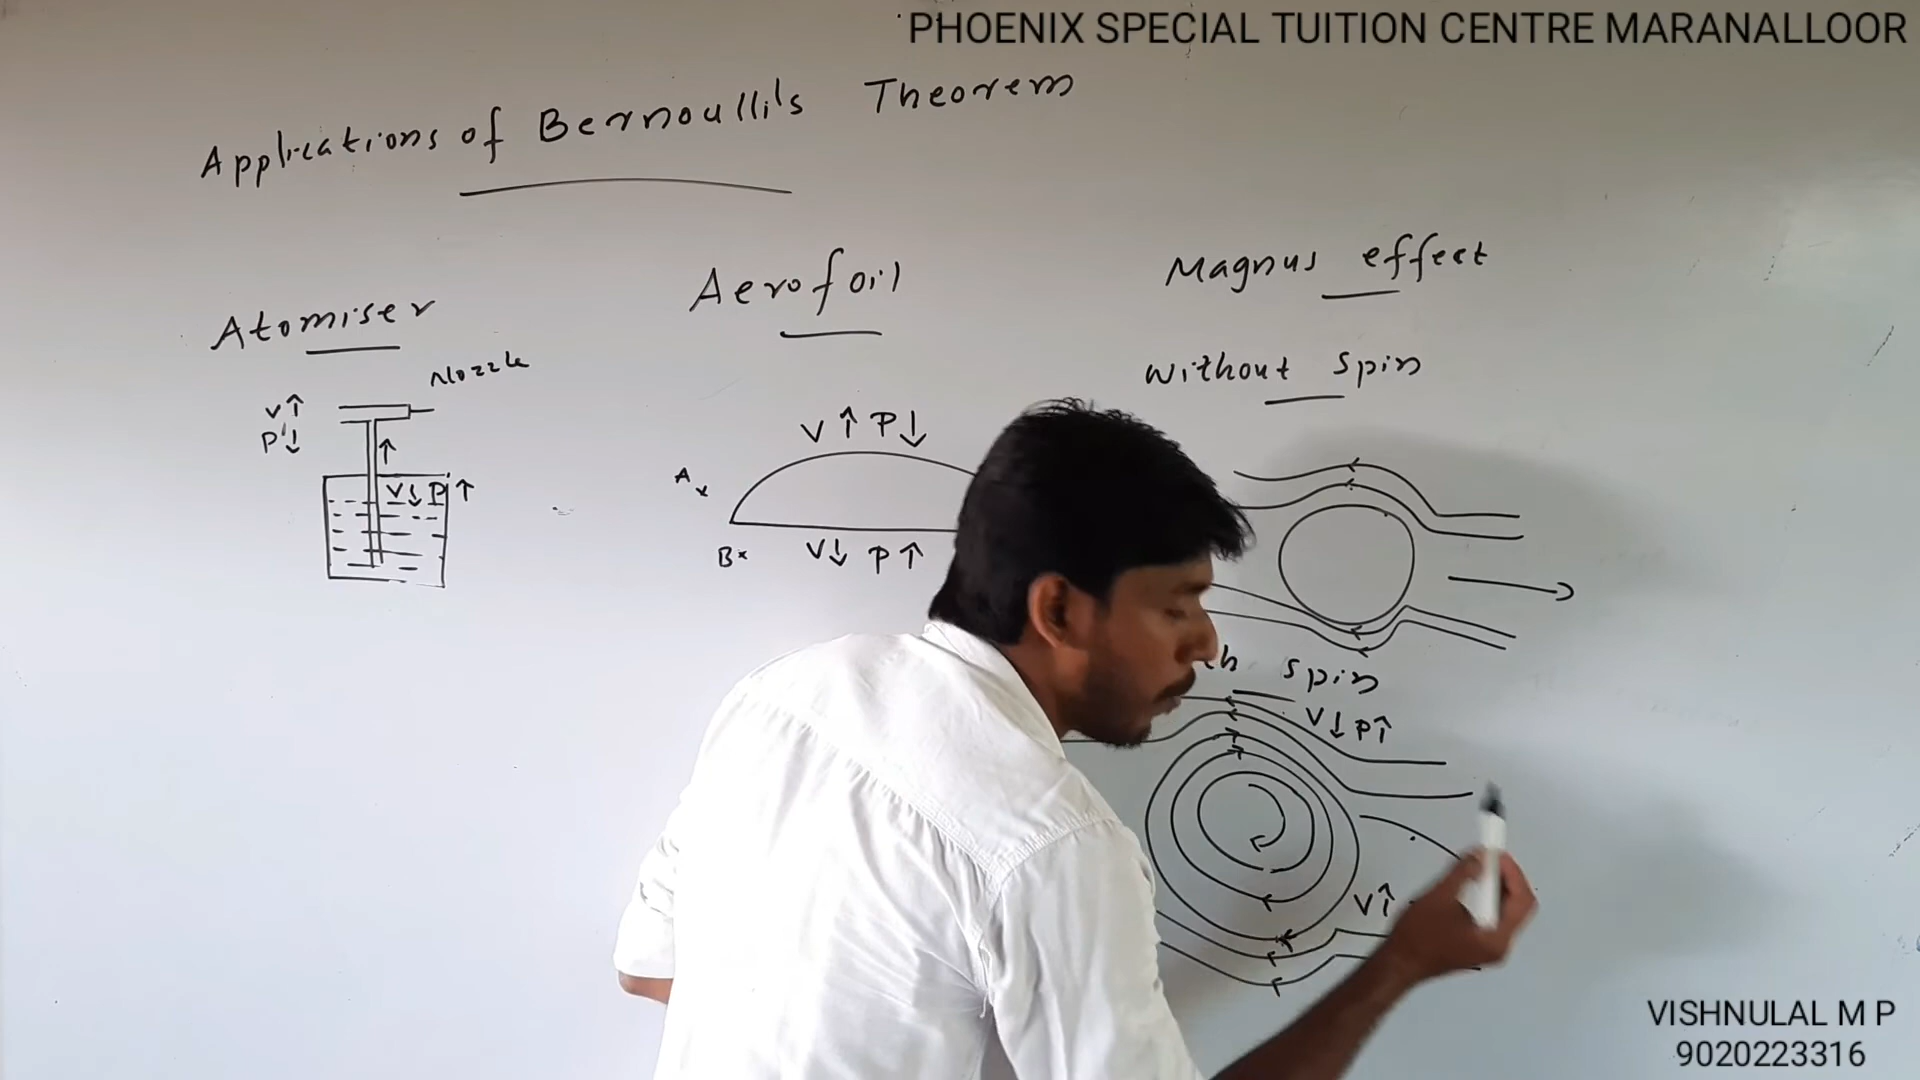 PHOENIX SPECIAL TUITION CENTRE MARANALLOOR
Applications of Bernoulli's Theorem
Atomiser
Nozzle
V↑
P↓
V↓ P↑
Aerofoil
V↑ P↓
A×
B×
V↓ P↑
Magnus effect
Without spin
th spin
V↓ P↑
V↑
VISHNULAL M P
9020223316